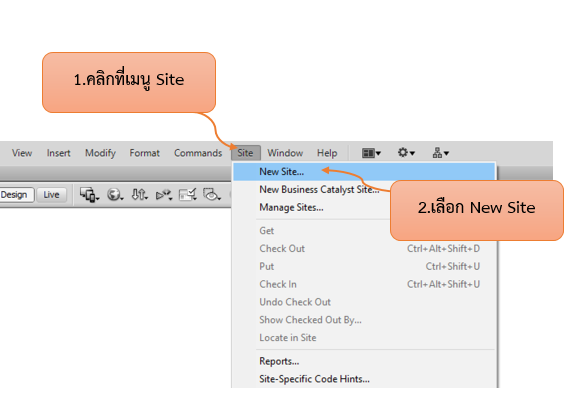 1.คลิกที่เมนู Site
View Insert Modify Format Commands Site Window Help
Design Live
New Site...
New Business Catalyst Site...
Manage Sites...
2.เลือก New Site
Get
Check Out Ctrl+Alt+Shift+D
Put Ctrl+Shift+U
Check In Ctrl+Alt+Shift+U
Undo Check Out
Show Checked Out By...
Locate in Site
Reports...
Site-Specific Code Hints...